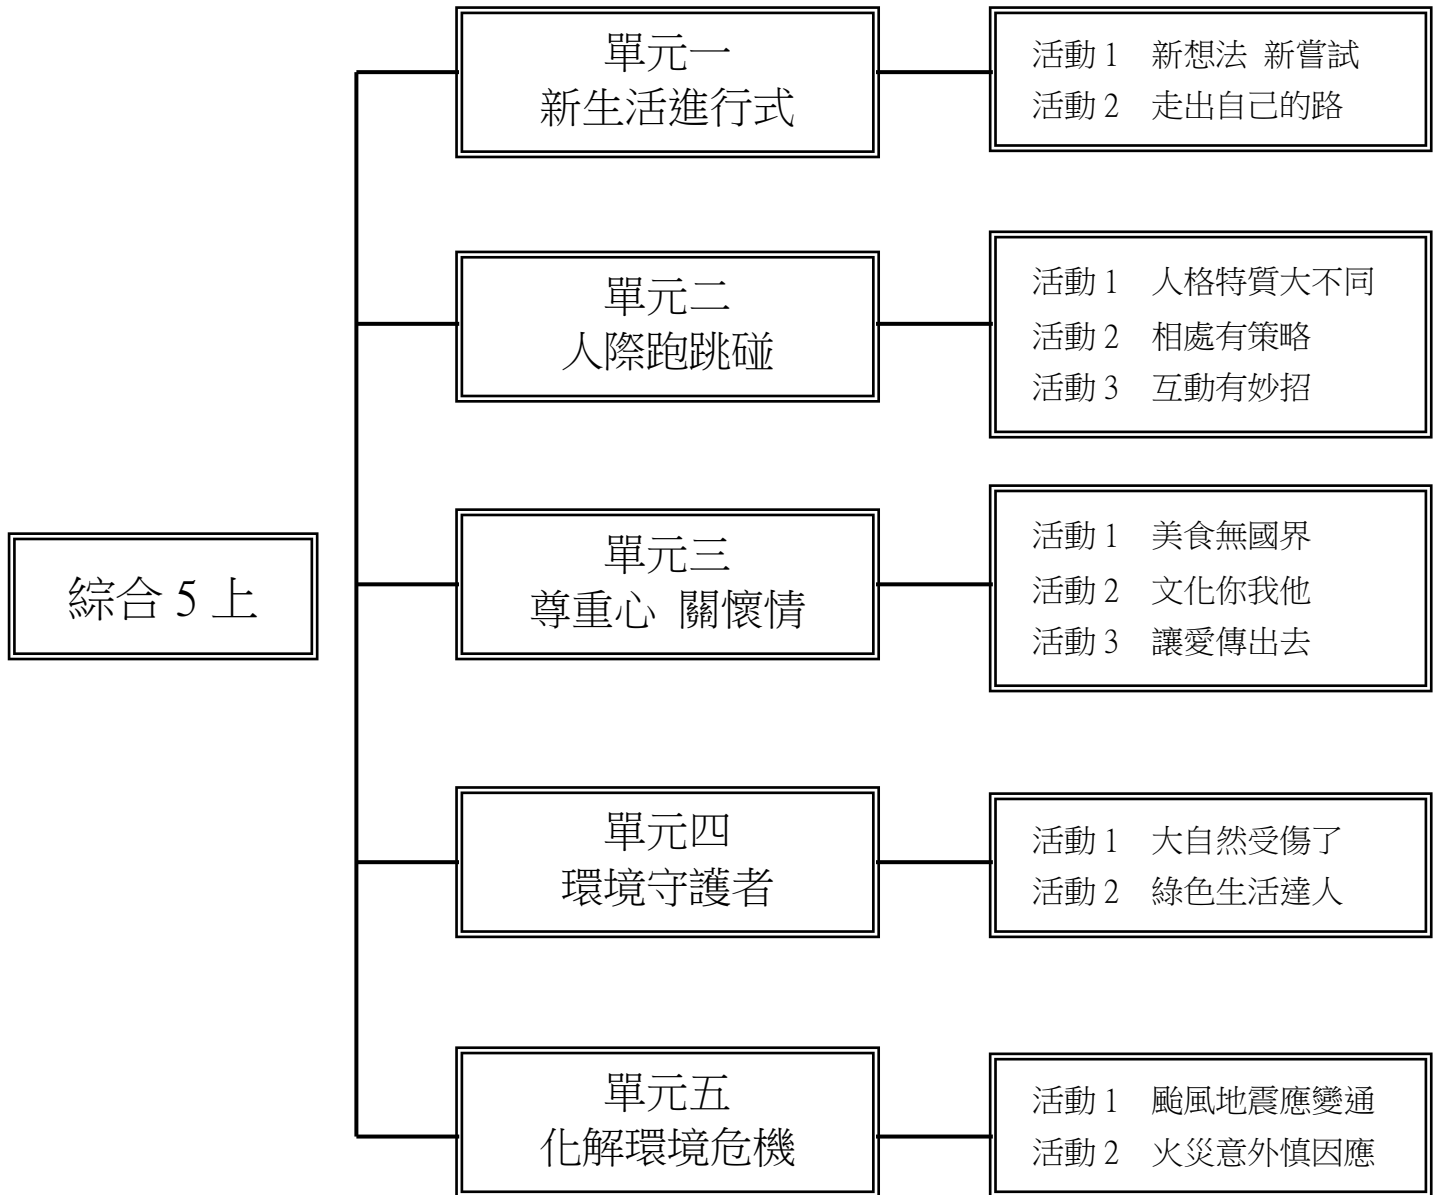 單元一
新生活進行式
活動 1 新想法 新嘗試
活動 2 走出自己的路
單元二
人際跑跳碰
活動 1 人格特質大不同
活動 2 相處有策略
活動 3 互動有妙招
綜合 5 上
單元三
尊重心 關懷情
活動 1 美食無國界
活動 2 文化你我他
活動 3 讓愛傳出去
單元四
環境守護者
活動 1 大自然受傷了
活動 2 綠色生活達人
單元五
化解環境危機
活動 1 颱風地震應變通
活動 2 火災意外慎因應